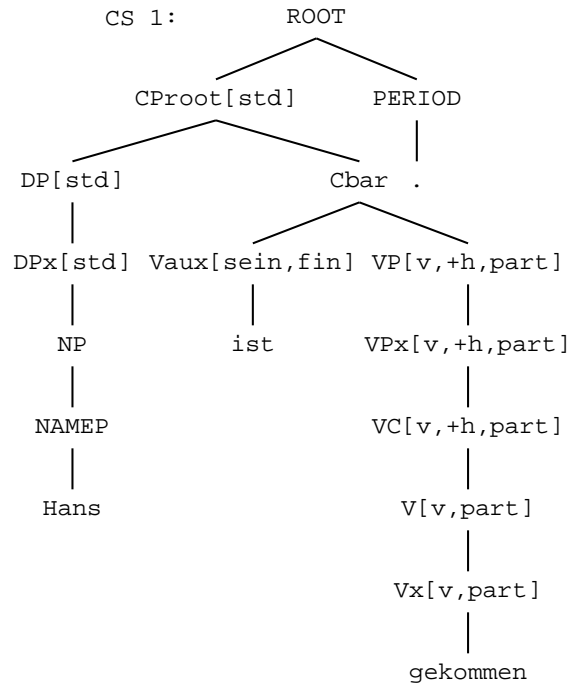 CS 1: ROOT
CProot[std] PERIOD
DP[std] Cbar .
DPx[std] Vaux[sein,fin] VP[v,+h,part]
NP ist VPx[v,+h,part]
NAMEP VC[v,+h,part]
Hans V[v,part]
Vx[v,part]
gekommen